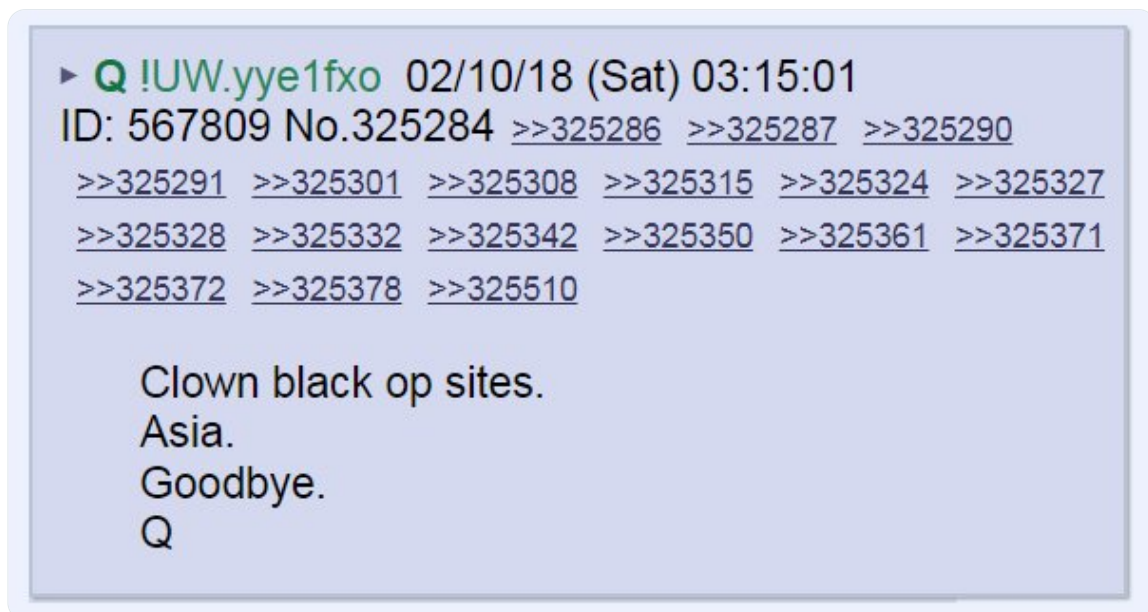 ► Q !UW.yye1fxo 02/10/18 (Sat) 03:15:01
ID: 567809 No.325284 >>325286 >>325287 >>325290
>>325291 >>325301 >>325308 >>325315 >>325324 >>325327
>>325328 >>325332 >>325342 >>325350 >>325361 >>325371
>>325372 >>325378 >>325510
Clown black op sites.
Asia.
Goodbye.
Q